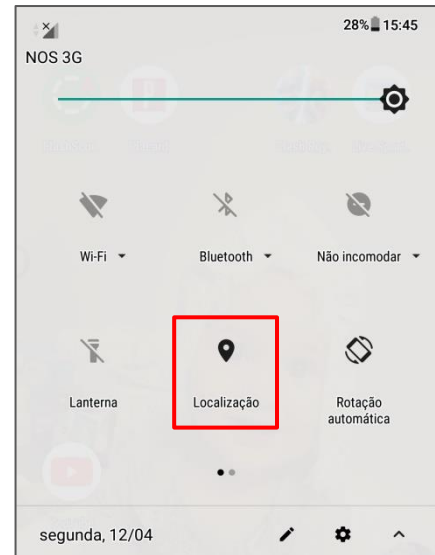 28% 15:45
NOS 3G
Wi-Fi Bluetooth Não incomodar
Lanterna Localização Rotação
automática
segunda, 12/04